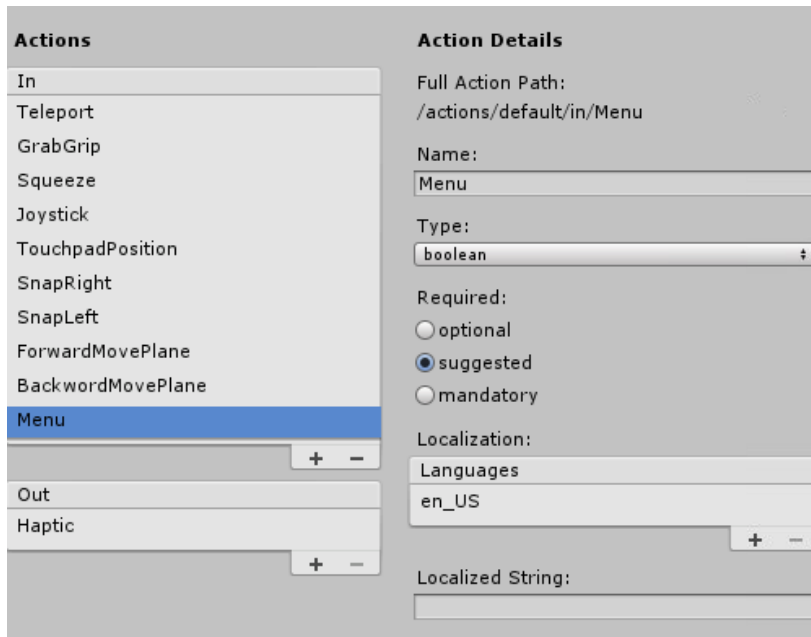 Actions
In
Teleport
GrabGrip
Squeeze
Joystick
TouchpadPosition
SnapRight
SnapLeft
ForwardMovePlane
BackwordMovePlane
Menu
+ −
Out
Haptic
+ −
Action Details
Full Action Path:
/actions/default/in/Menu
Name:
Menu
Type:
boolean
Required:
optional
suggested
mandatory
Localization:
Languages
en_US
+ −
Localized String: